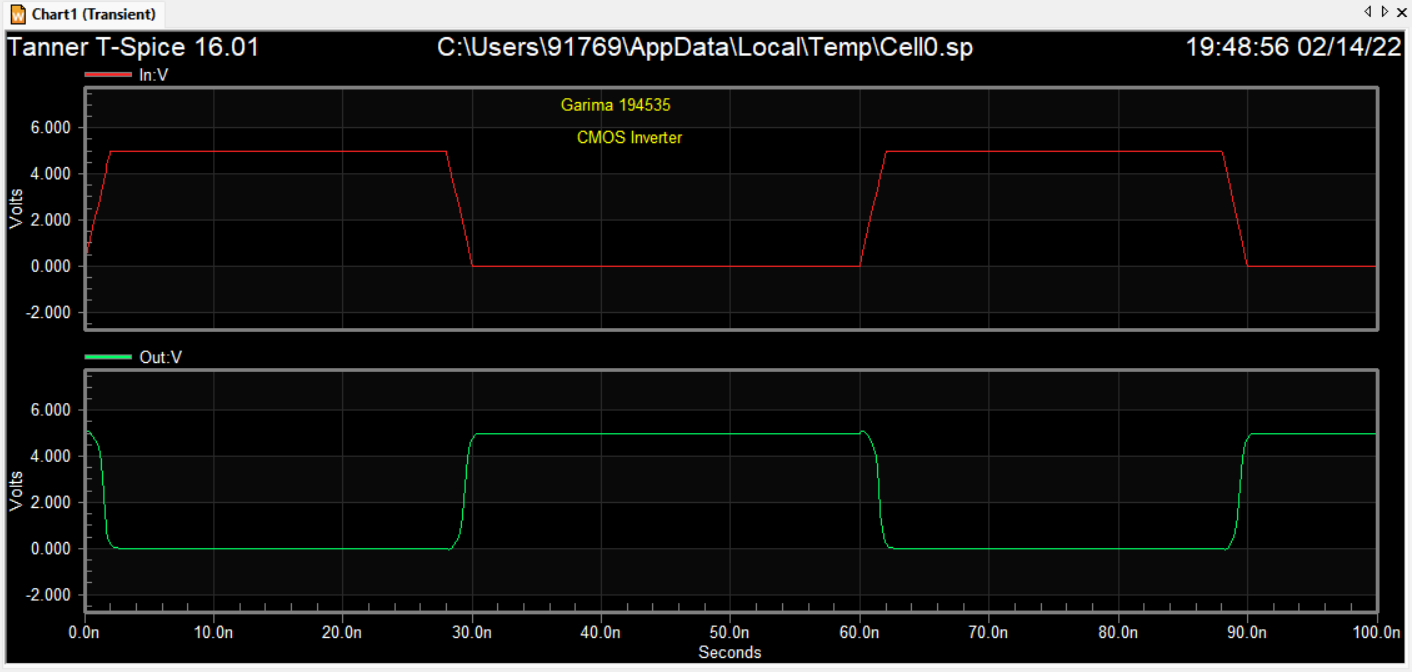 Chart1 (Transient)
Tanner T-Spice 16.01 C:\Users\91769\AppData\Local\Temp\Cell0.sp 19:48:56 02/14/22
In:V
Garima 194535
CMOS Inverter
6.000
4.000
2.000
0.000
-2.000
Volts
Out:V
6.000
4.000
2.000
0.000
-2.000
Volts
0.0n 10.0n 20.0n 30.0n 40.0n 50.0n 60.0n 70.0n 80.0n 90.0n 100.0n
Seconds